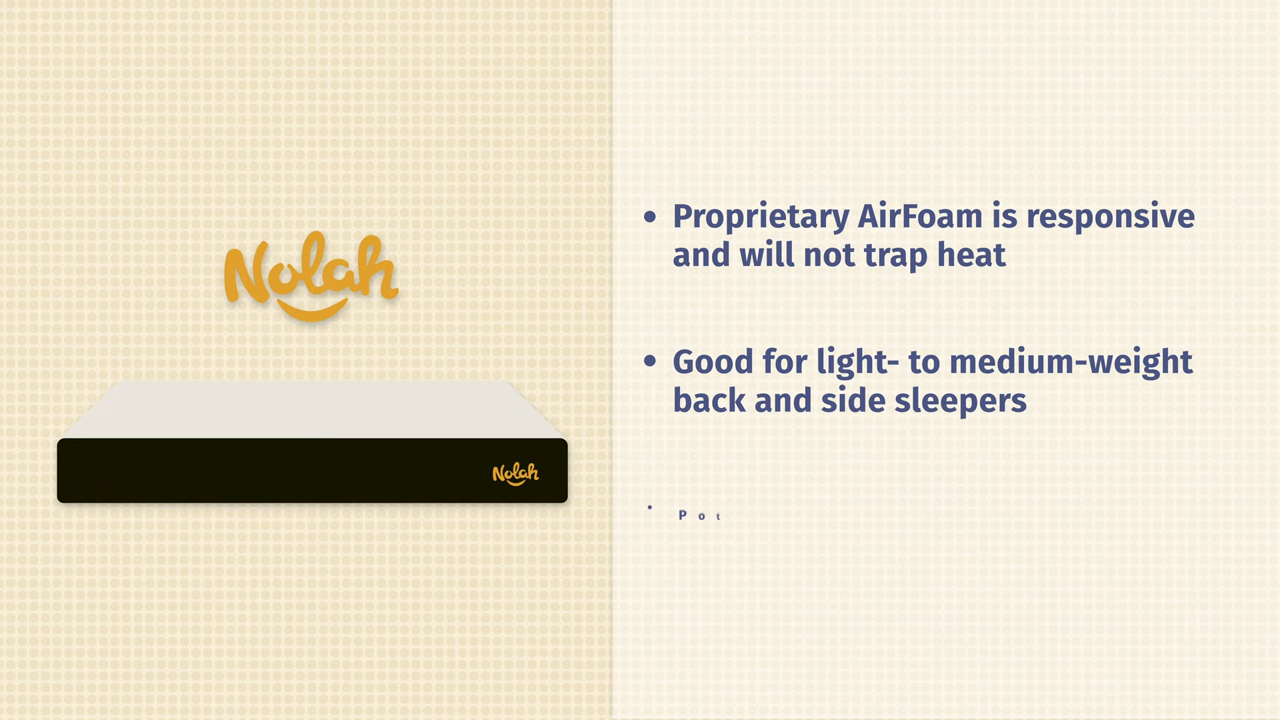 Nolah
Nolah
• Proprietary AirFoam is responsive
and will not trap heat
• Good for light- to medium-weight
back and side sleepers
• Pot